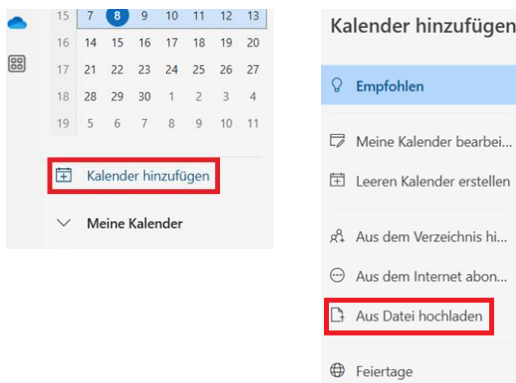 15 7 8 9 10 11 12 13
16 14 15 16 17 18 19 20
17 21 22 23 24 25 26 27
18 28 29 30 1 2 3 4
19 5 6 7 8 9 10 11
Kalender hinzufügen
Meine Kalender
Kalender hinzufügen
Empfohlen
Meine Kalender bearbei...
Leeren Kalender erstellen
Aus dem Verzeichnis hi...
Aus dem Internet abon...
Aus Datei hochladen
Feiertage